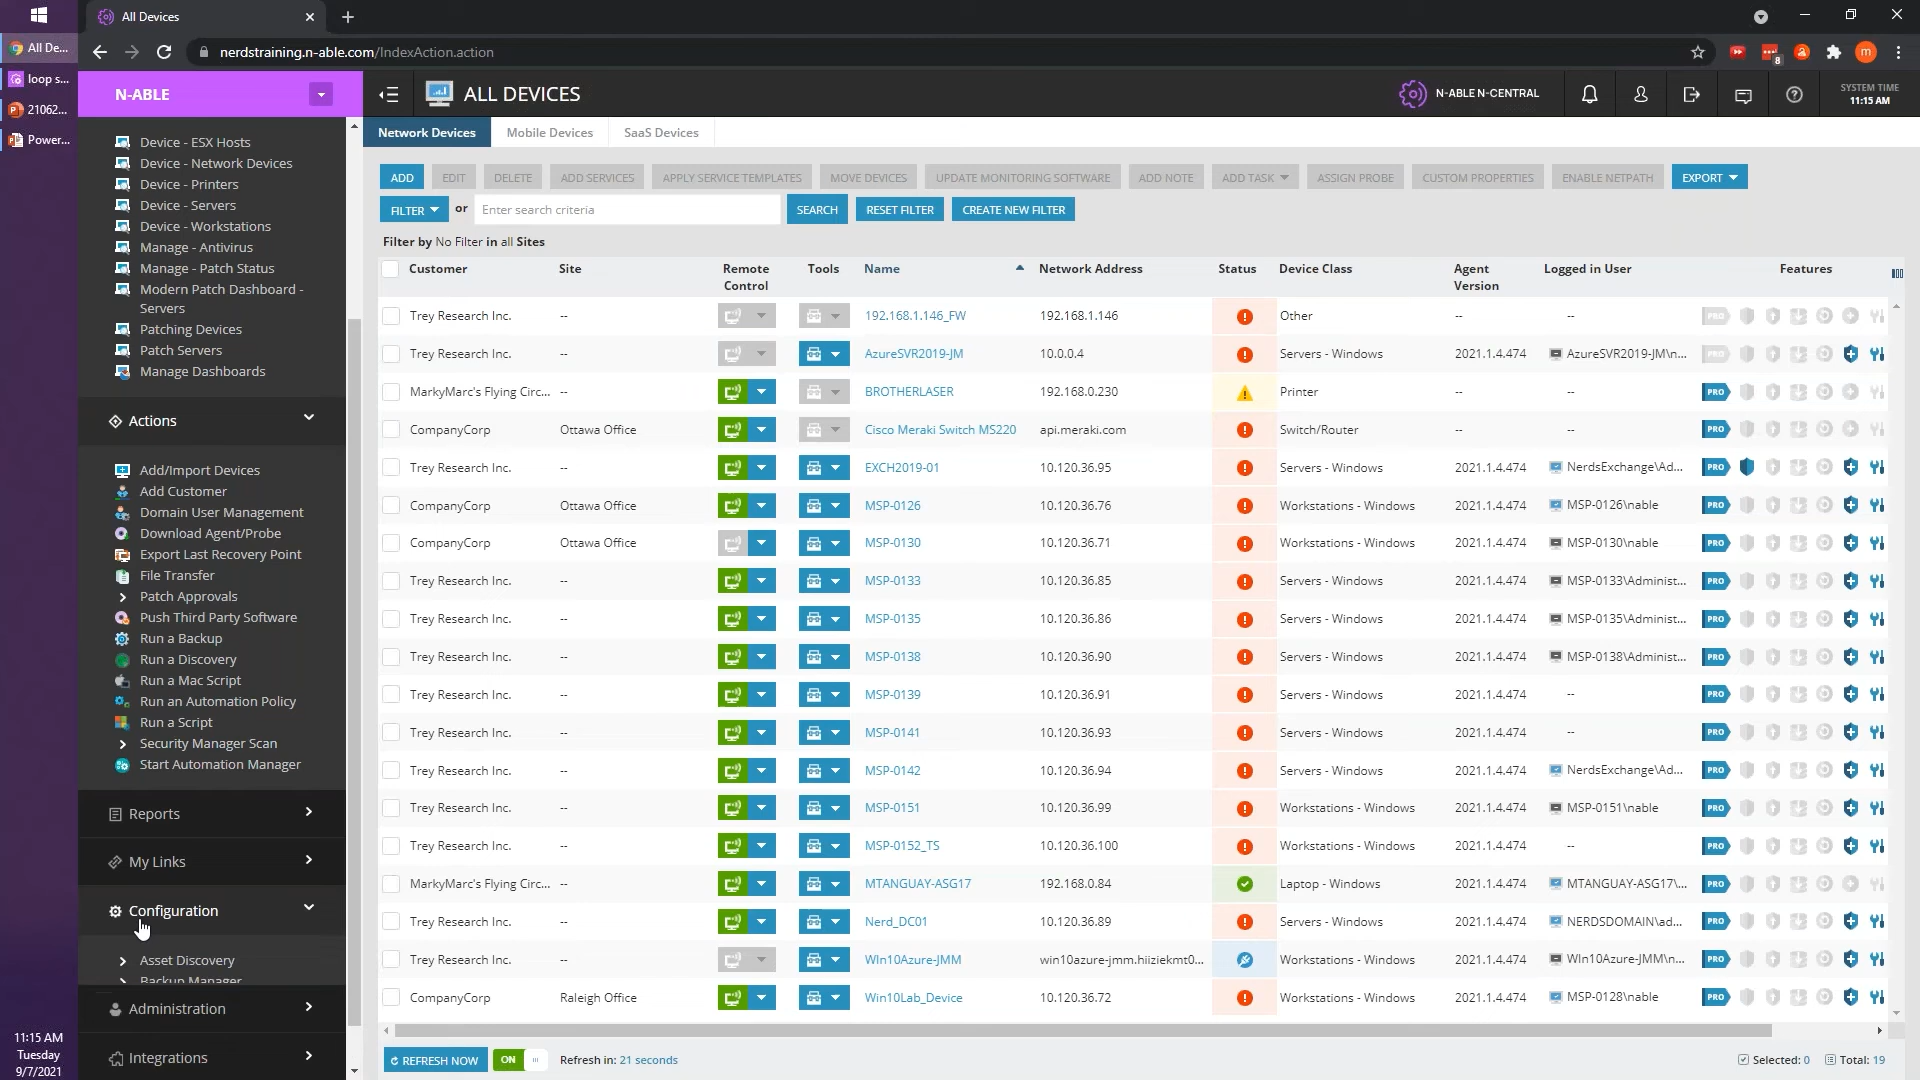 All Devices
nerdstraining.n-able.com/IndexAction.action
8
m
All De...
loop s...
21062...
Power...
N-ABLE
ALL DEVICES
N-ABLE N-CENTRAL
SYSTEM TIME
11:15 AM
Device - ESX Hosts
Device - Network Devices
Device - Printers
Device - Servers
Device - Workstations
Manage - Antivirus
Manage - Patch Status
Modern Patch Dashboard -
Servers
Patching Devices
Patch Servers
Manage Dashboards
Actions
Add/Import Devices
Add Customer
Domain User Management
Download Agent/Probe
Export Last Recovery Point
File Transfer
Patch Approvals
Push Third Party Software
Run a Backup
Run a Discovery
Run a Mac Script
Run an Automation Policy
Run a Script
Security Manager Scan
Start Automation Manager
Reports
My Links
Configuration
Asset Discovery
Backup Manager
Administration
Integrations
11:15 AM
Tuesday
9/7/2021
Network Devices Mobile Devices SaaS Devices
ADD EDIT DELETE ADD SERVICES APPLY SERVICE TEMPLATES MOVE DEVICES UPDATE MONITORING SOFTWARE ADD NOTE ADD TASK ASSIGN PROBE CUSTOM PROPERTIES ENABLE NETPATH EXPORT
FILTER or Enter search criteria SEARCH RESET FILTER CREATE NEW FILTER
Filter by No Filter in all Sites
Customer Site Remote Control Tools Name Network Address Status Device Class Agent Version Logged in User Features
Trey Research Inc. -- 192.168.1.146_FW 192.168.1.146 Other -- -- PRO
Trey Research Inc. -- AzureSVR2019-JM 10.0.0.4 Servers - Windows 2021.1.4.474 AzureSVR2019-JM\n... PRO
MarkyMarc's Flying Circ... -- BROTHERLASER 192.168.0.230 Printer -- -- PRO
CompanyCorp Ottawa Office Cisco Meraki Switch MS220 api.meraki.com Switch/Router -- -- PRO
Trey Research Inc. -- EXCH2019-01 10.120.36.95 Servers - Windows 2021.1.4.474 NerdsExchange\Ad... PRO
CompanyCorp Ottawa Office MSP-0126 10.120.36.76 Workstations - Windows 2021.1.4.474 MSP-0126\nable PRO
CompanyCorp Ottawa Office MSP-0130 10.120.36.71 Workstations - Windows 2021.1.4.474 MSP-0130\nable PRO
Trey Research Inc. -- MSP-0133 10.120.36.85 Servers - Windows 2021.1.4.474 MSP-0133\Administ... PRO
Trey Research Inc. -- MSP-0135 10.120.36.86 Servers - Windows 2021.1.4.474 MSP-0135\Administ... PRO
Trey Research Inc. -- MSP-0138 10.120.36.90 Servers - Windows 2021.1.4.474 MSP-0138\Administ... PRO
Trey Research Inc. -- MSP-0139 10.120.36.91 Servers - Windows 2021.1.4.474 -- PRO
Trey Research Inc. -- MSP-0141 10.120.36.93 Servers - Windows 2021.1.4.474 -- PRO
Trey Research Inc. -- MSP-0142 10.120.36.94 Servers - Windows 2021.1.4.474 NerdsExchange\Ad... PRO
Trey Research Inc. -- MSP-0151 10.120.36.99 Workstations - Windows 2021.1.4.474 MSP-0151\nable PRO
Trey Research Inc. -- MSP-0152_TS 10.120.36.100 Workstations - Windows 2021.1.4.474 -- PRO
MarkyMarc's Flying Circ... -- MTANGUAY-ASG17 192.168.0.84 Laptop - Windows 2021.1.4.474 MTANGUAY-ASG17\... PRO
Trey Research Inc. -- Nerd_DC01 10.120.36.89 Servers - Windows 2021.1.4.474 NERDSDOMAIN\ad... PRO
Trey Research Inc. -- WIn10Azure-JMM win10azure-jmm.hiiziekmt0... Workstations - Windows 2021.1.4.474 WIn10Azure-JMM\n... PRO
CompanyCorp Raleigh Office Win10Lab_Device 10.120.36.72 Workstations - Windows 2021.1.4.474 MSP-0128\nable PRO
REFRESH NOW ON Refresh in: 21 seconds Selected: 0 Total: 19